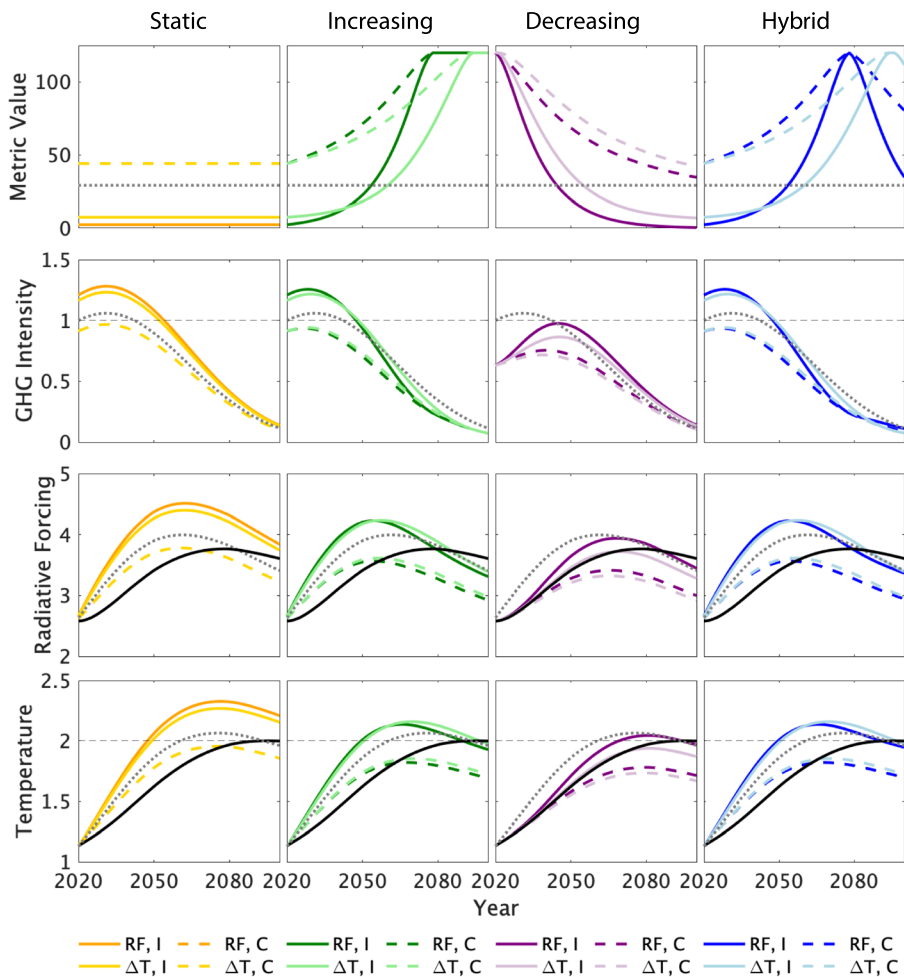 Static Increasing Decreasing Hybrid
Metric Value
100
50
0
GHG Intensity
1.5
1
0.5
0
Radiative Forcing
5
4
3
2
Temperature
2.5
2
1.5
1
2020 2050 2080 2020 2050 2080 2020 2050 2080 2020 2050 2080
Year
RF, I RF, C RF, I RF, C RF, I RF, C RF, I RF, C
ΔT, I ΔT, C ΔT, I ΔT, C ΔT, I ΔT, C ΔT, I ΔT, C